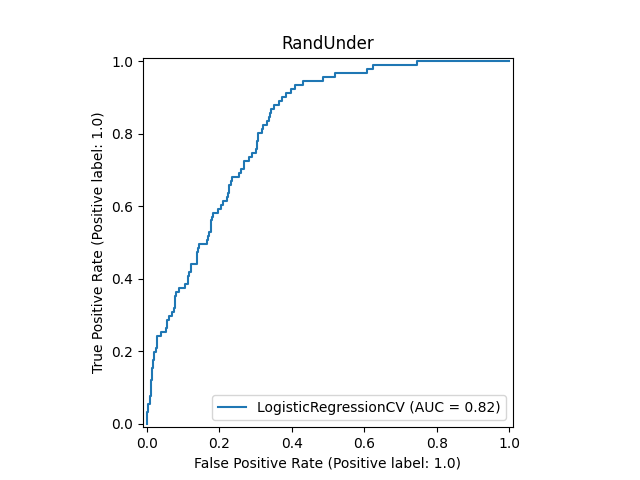 RandUnder
True Positive Rate (Positive label: 1.0)
1.0
0.8
0.6
0.4
0.2
0.0
LogisticRegressionCV (AUC = 0.82)
0.0 0.2 0.4 0.6 0.8 1.0
False Positive Rate (Positive label: 1.0)